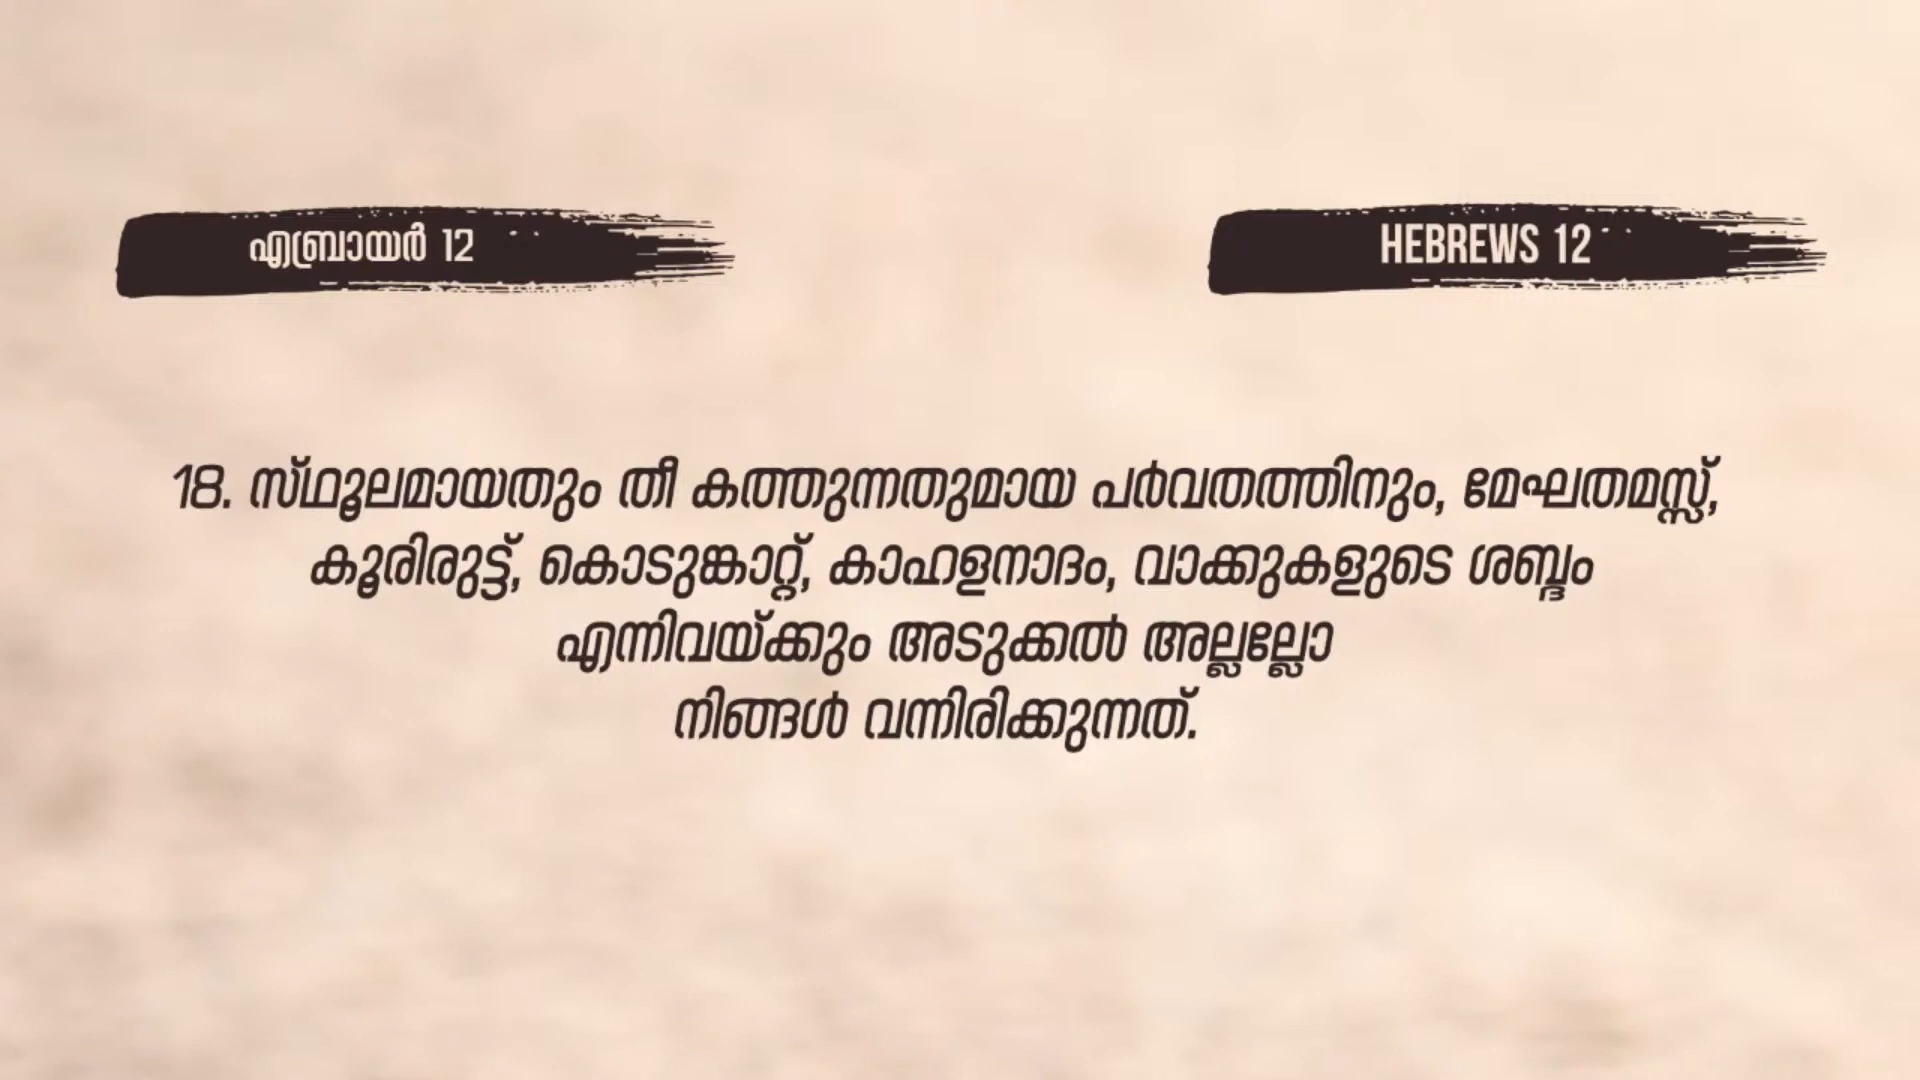 എബ്രായർ 12
HEBREWS 12
18. സ്ഥൂലമായതും തീ കത്തുന്നതുമായ പർവതത്തിനും, മേഘതമസ്സ്,
കൂരിരുട്ട്, കൊടുങ്കാറ്റ്, കാഹളനാദം, വാക്കുകളുടെ ശബ്ദം
എന്നിവയ്ക്കും അടുക്കൽ അല്ലല്ലോ
നിങ്ങൾ വന്നിരിക്കുന്നത്.